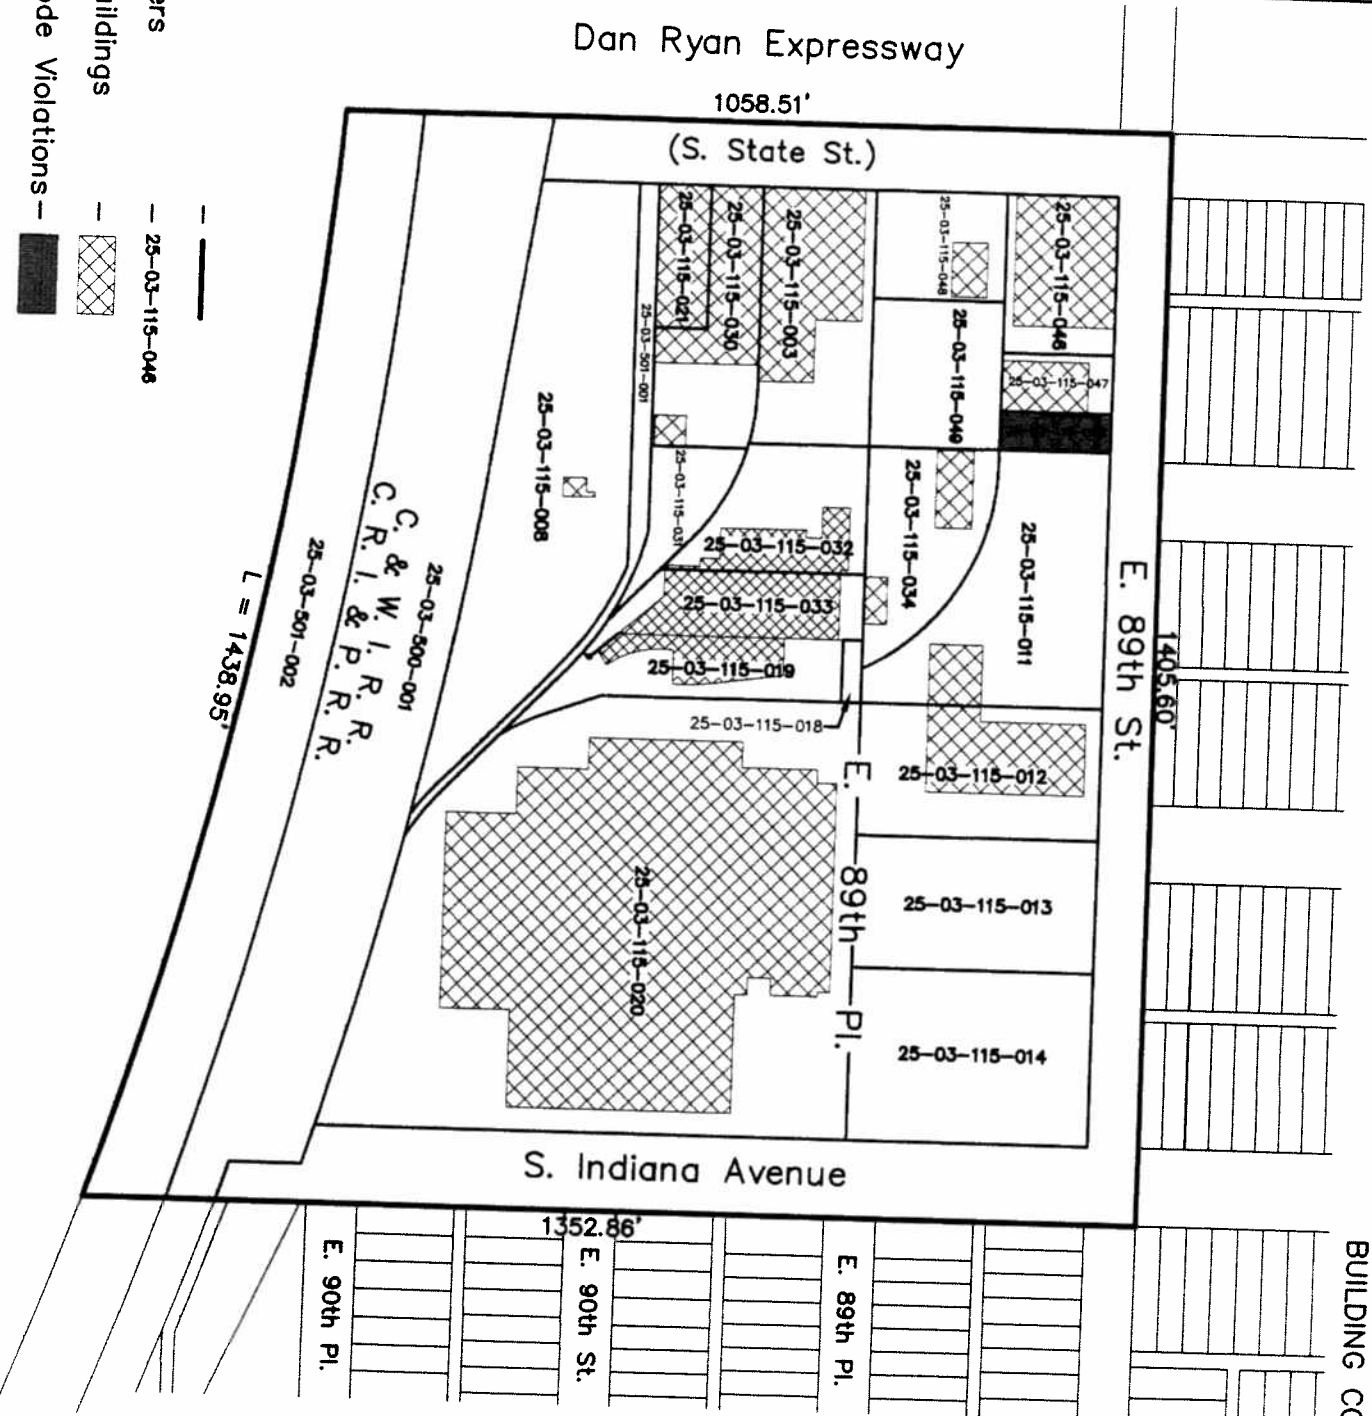 Dan Ryan Expressway
1058.51'
(S. State St.)
ers
ildings
ode Violations -
- 25-03-115-046
25-03-115-021
25-03-115-030
25-03-115-003
25-03-115-048
25-03-115-046
25-03-115-047
25-03-501-001
25-03-115-049
25-03-115-008
25-03-115-031
25-03-115-032
25-03-115-034
25-03-115-033
25-03-115-011
25-03-115-019
25-03-115-018
25-03-115-012
E. 89th St.
1405.60'
25-03-500-001
C. & W. I. R. R.
C. R. I. & P. R. R.
25-03-501-002
L = 1438.95'
E. 89th Pl.
25-03-115-013
25-03-115-020
25-03-115-014
S. Indiana Avenue
1352.86'
E. 90th Pl.
E. 90th St.
E. 89th Pl.
BUILDING CO